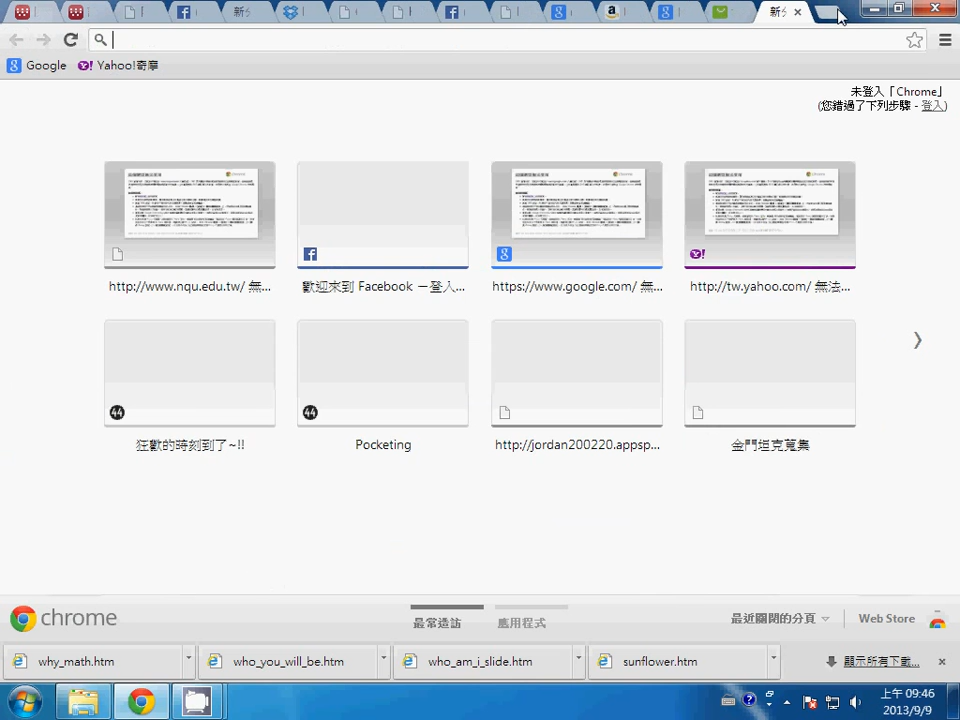 新分
新分
Google
Yahoo!奇摩
未登入「Chrome」
(您錯過了下列步驟 - 登入)
http://www.nqu.edu.tw/ 無...
歡迎來到 Facebook －登入...
https://www.google.com/ 無...
http://tw.yahoo.com/ 無法...
狂歡的時刻到了~!!
Pocketing
http://jordan200220.appsp...
金門坦克蒐集
chrome
最常造訪
應用程式
最近關閉的分頁
Web Store
why_math.htm
who_you_will_be.htm
who_am_i_slide.htm
sunflower.htm
顯示所有下載...
上午 09:46
2013/9/9